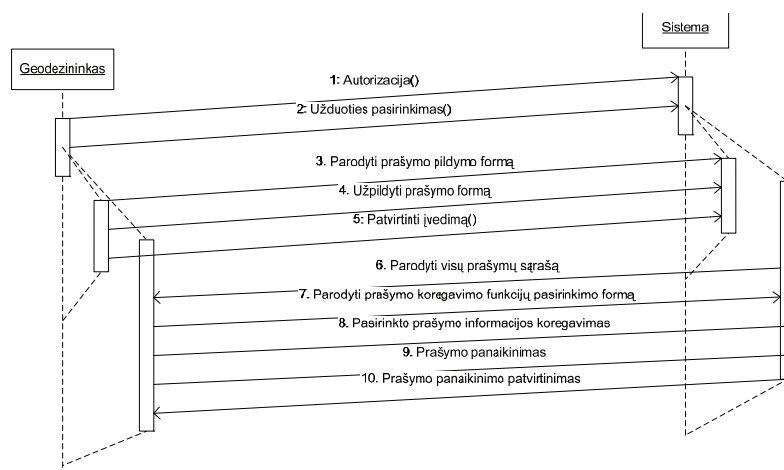 Sistema
Geodezininkas
1: Autorizacija()
2: Užduoties pasirinkimas()
3. Parodyti prašymo pildymo formą
4. Užpildyti prašymo formą
5: Patvirtinti įvedimą()
6. Parodyti visų prašymų sąrašą
7. Parodyti prašymo koregavimo funkcijų pasirinkimo formą
8. Pasirinkto prašymo informacijos koregavimas
9. Prašymo panaikinimas
10. Prašymo panaikinimo patvirtinimas